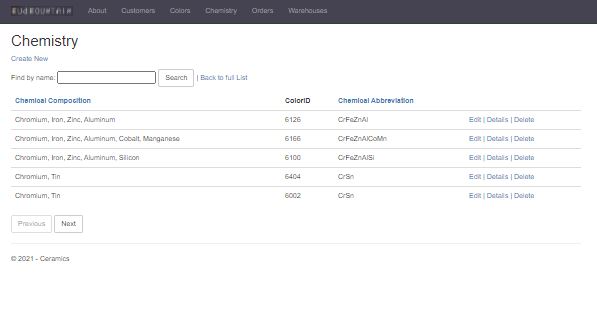 About Customers Colors Chemistry Orders Warehouses
Chemistry
Create New
Find by name: Search | Back to full List
Chemical Composition ColorID Chemical Abbreviation
Chromium, Iron, Zinc, Aluminum 6126 CrFeZnAl Edit | Details | Delete
Chromium, Iron, Zinc, Aluminum, Cobalt, Manganese 6166 CrFeZnAlCoMn Edit | Details | Delete
Chromium, Iron, Zinc, Aluminum, Silicon 6100 CrFeZnAlSi Edit | Details | Delete
Chromium, Tin 6404 CrSn Edit | Details | Delete
Chromium, Tin 6002 CrSn Edit | Details | Delete
Previous Next
© 2021 - Ceramics